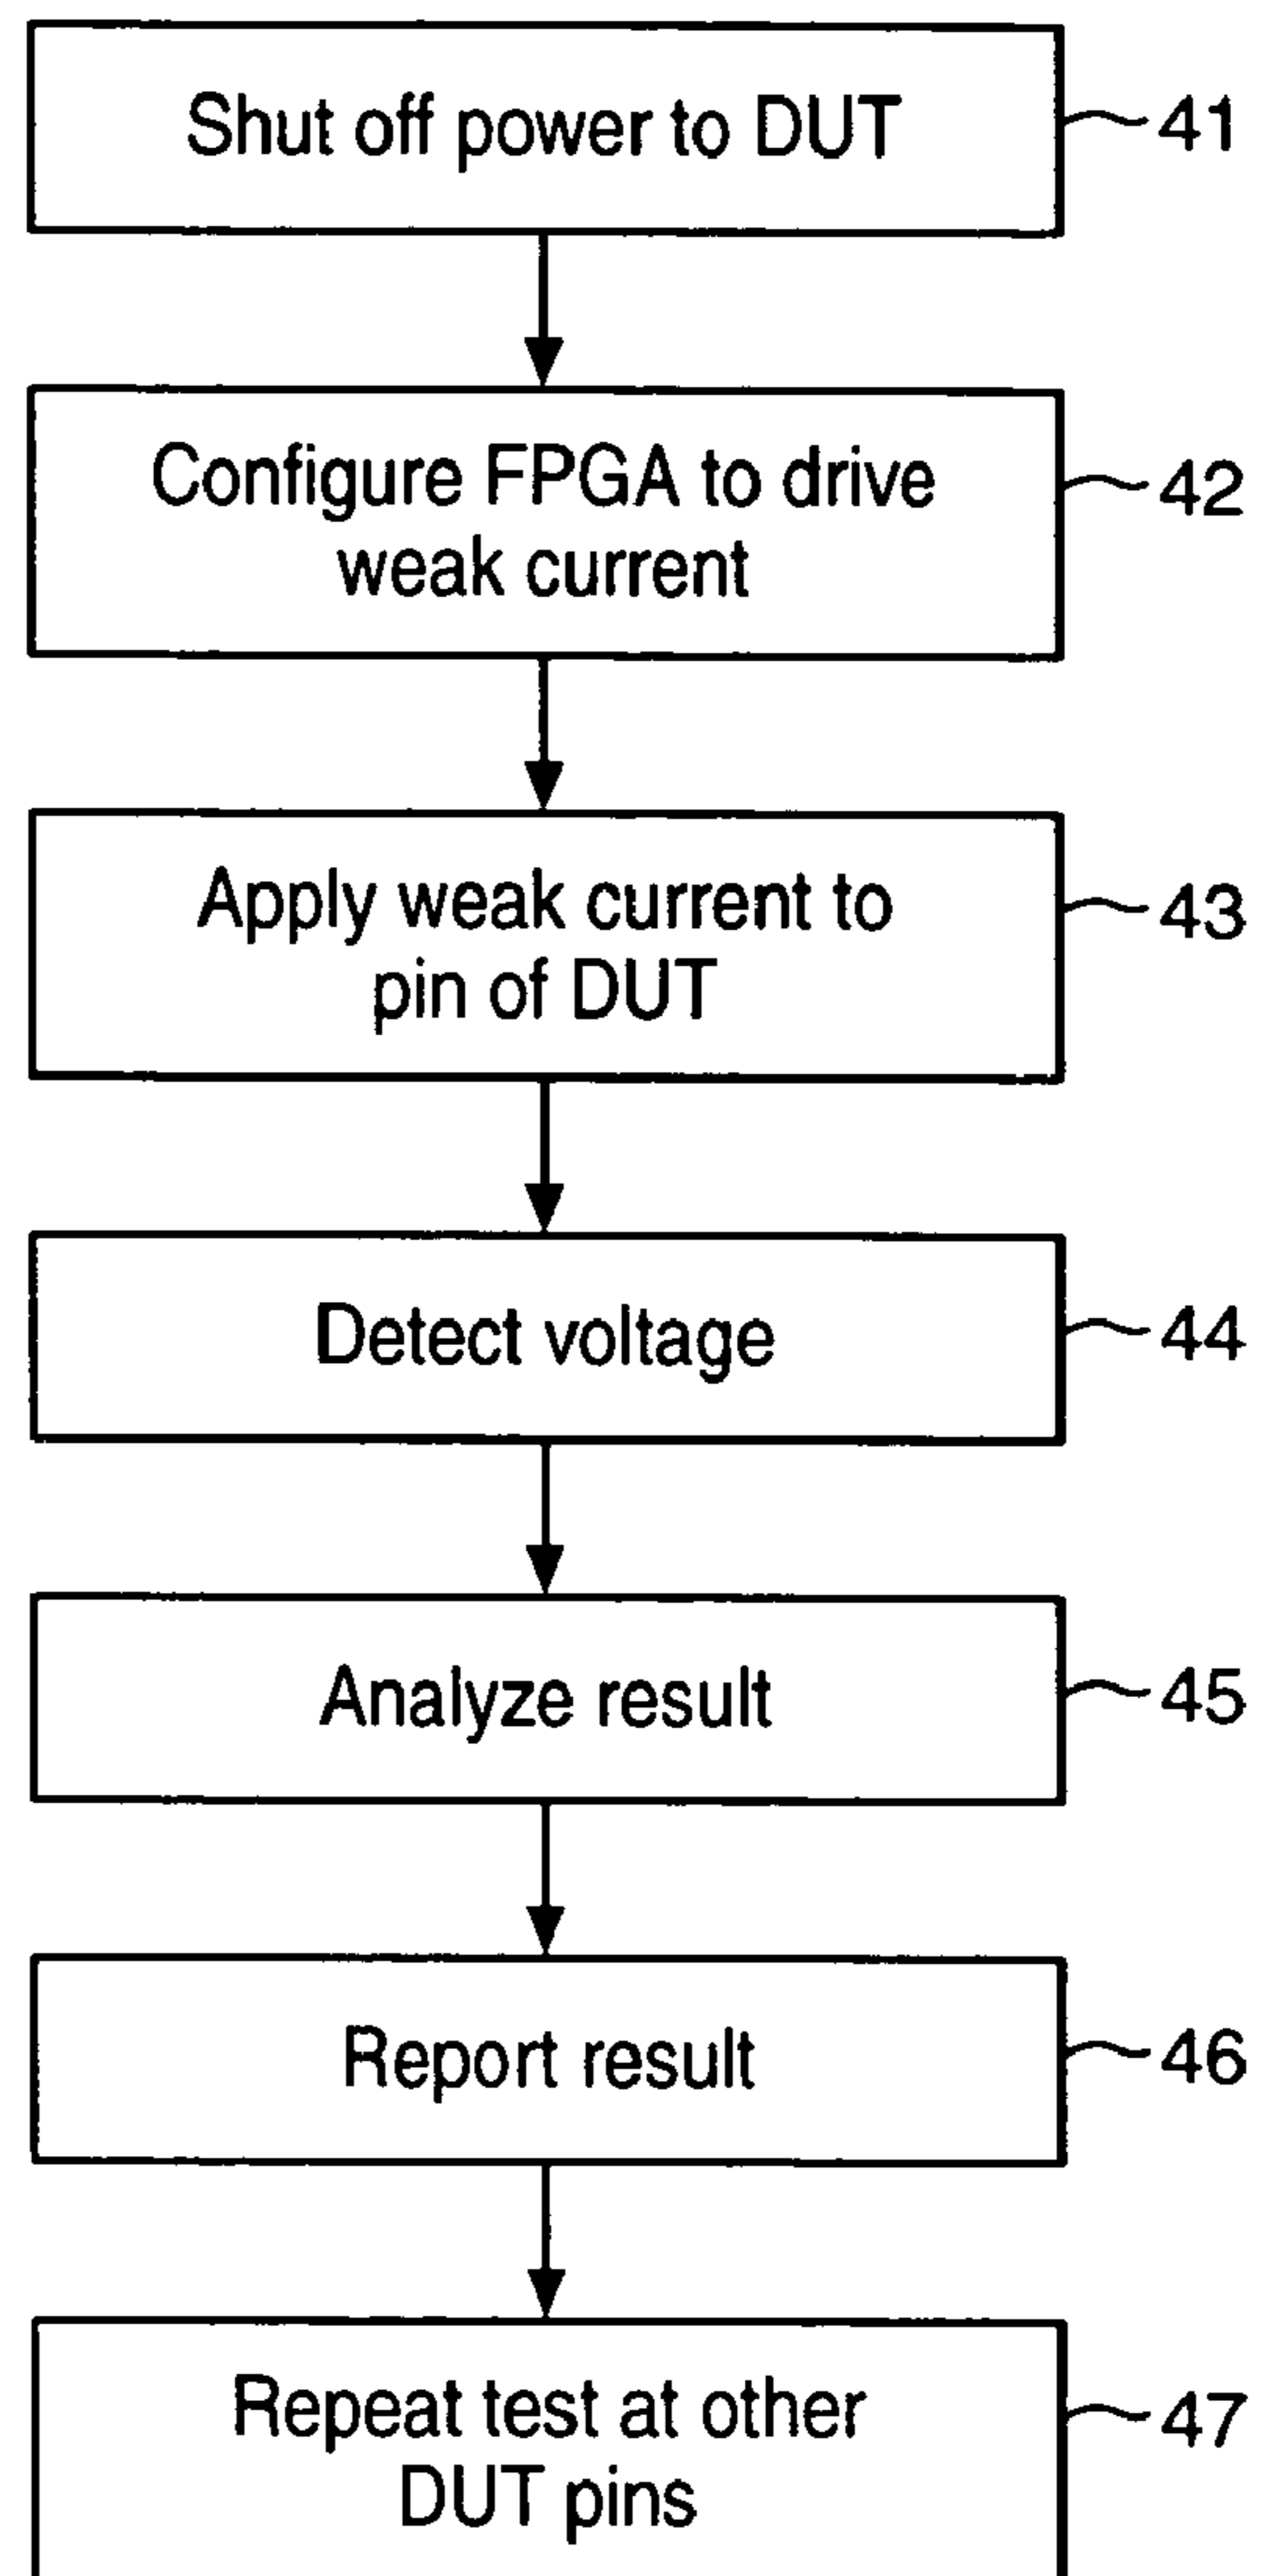 Shut off power to DUT
41
Configure FPGA to drive
weak current
42
Apply weak current to
pin of DUT
43
Detect voltage
44
Analyze result
45
Report result
46
Repeat test at other
DUT pins
47